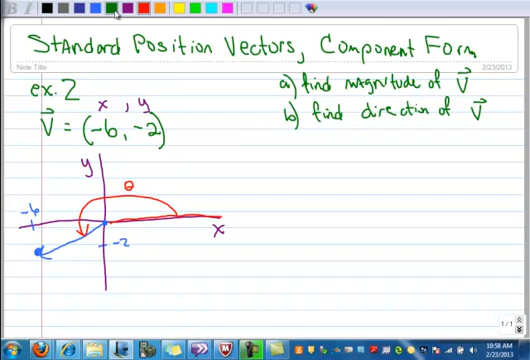 B I
Standard Position Vectors, Component Form
Note Title
2/23/2013
ex. 2
x , y
V = (-6, -2)
a) find magnitude of V
b) find direction of V
y
θ
-6
x
-2
1/1
10:58 AM
2/23/2013